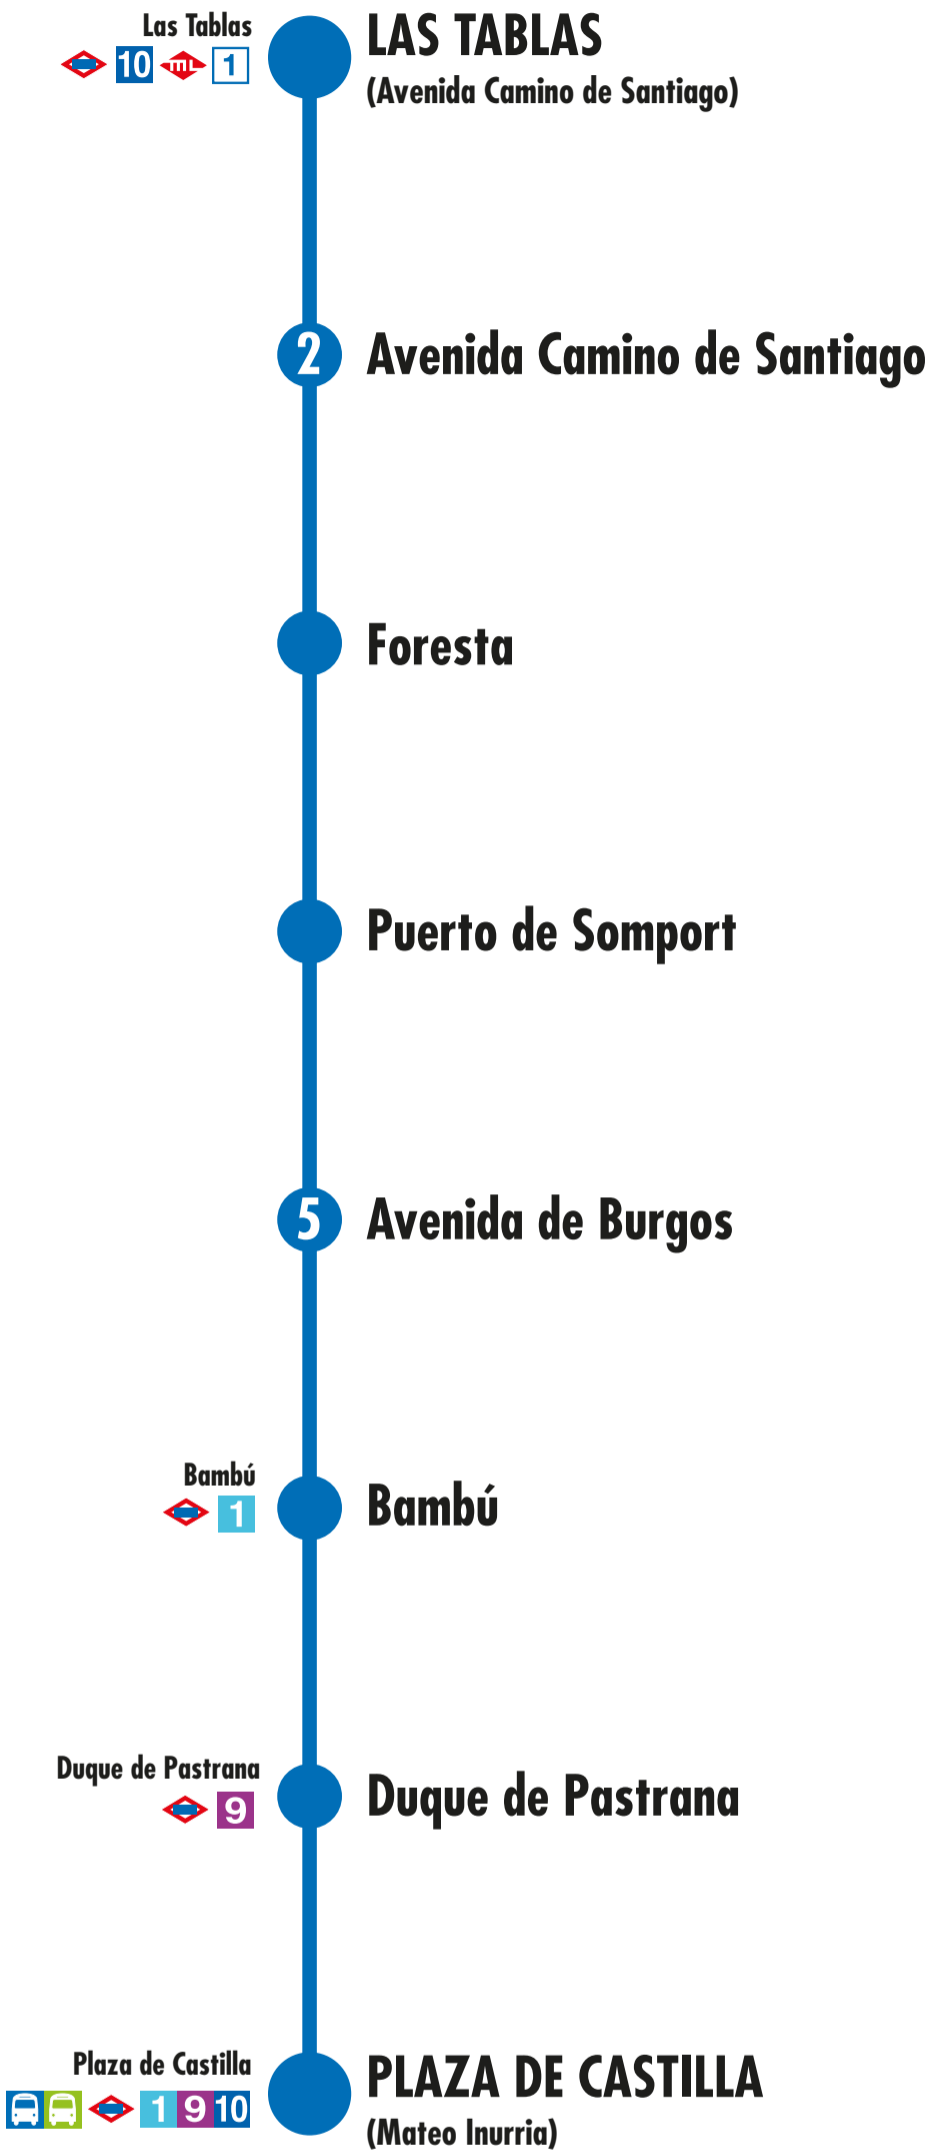 Las Tablas
10 ML 1
LAS TABLAS
(Avenida Camino de Santiago)
2 Avenida Camino de Santiago
Foresta
Puerto de Somport
5 Avenida de Burgos
Bambú
1
Bambú
Duque de Pastrana
9
Duque de Pastrana
Plaza de Castilla
1 9 10
PLAZA DE CASTILLA
(Mateo Inurria)